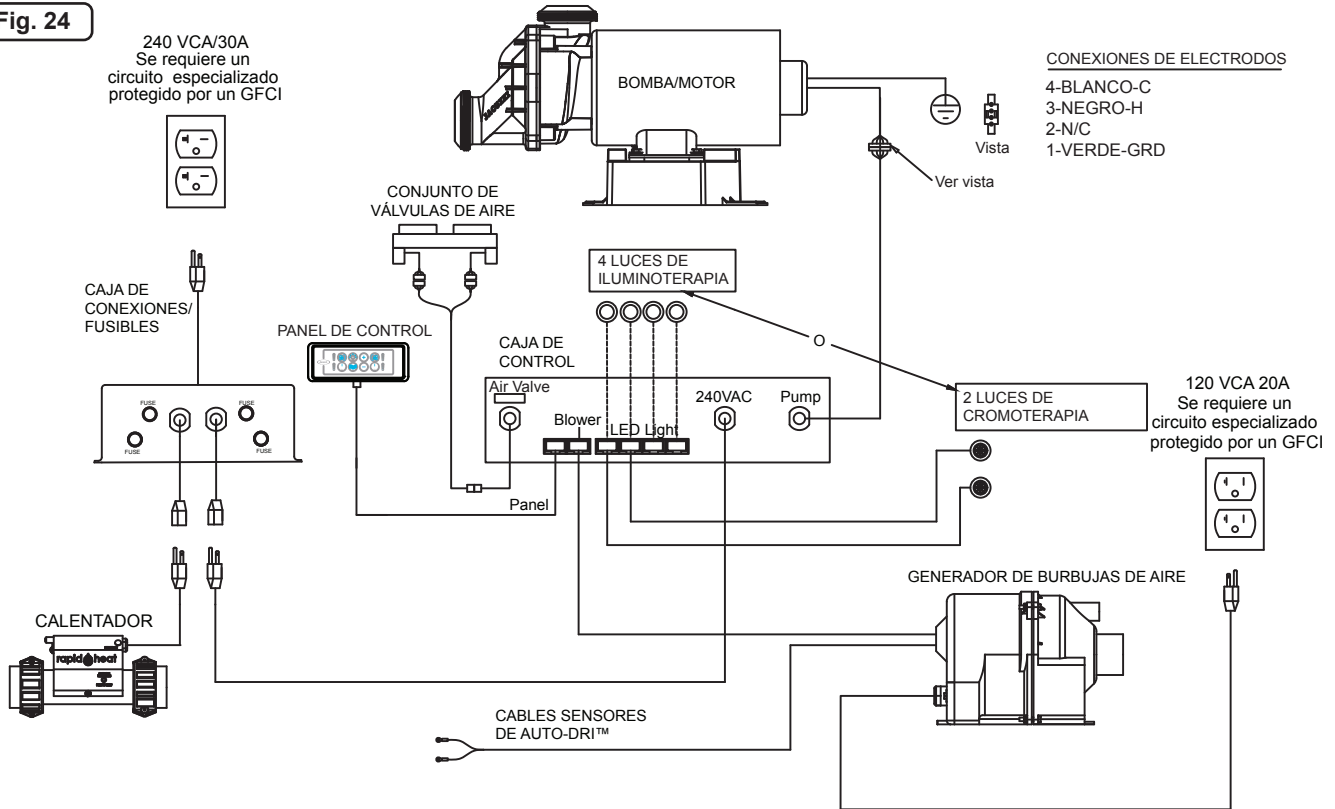 Fig. 24
240 VCA/30A
Se requiere un
circuito especializado
protegido por un GFCI
BOMBA/MOTOR
JACUZZI
CONEXIONES DE ELECTRODOS
4-BLANCO-C
3-NEGRO-H
2-N/C
1-VERDE-GRD
Vista
Ver vista
CONJUNTO DE
VÁLVULAS DE AIRE
4 LUCES DE
ILUMINOTERAPIA
CAJA DE
CONEXIONES/
FUSIBLES
PANEL DE CONTROL
CAJA DE
CONTROL
O
Air Valve
Blower
LED Light
240VAC
Pump
Panel
2 LUCES DE
CROMOTERAPIA
120 VCA 20A
Se requiere un
circuito especializado
protegido por un GFCI
FUSE
FUSE
FUSE
FUSE
CALENTADOR
rapid heat
GENERADOR DE BURBUJAS DE AIRE
CABLES SENSORES
DE AUTO-DRI™